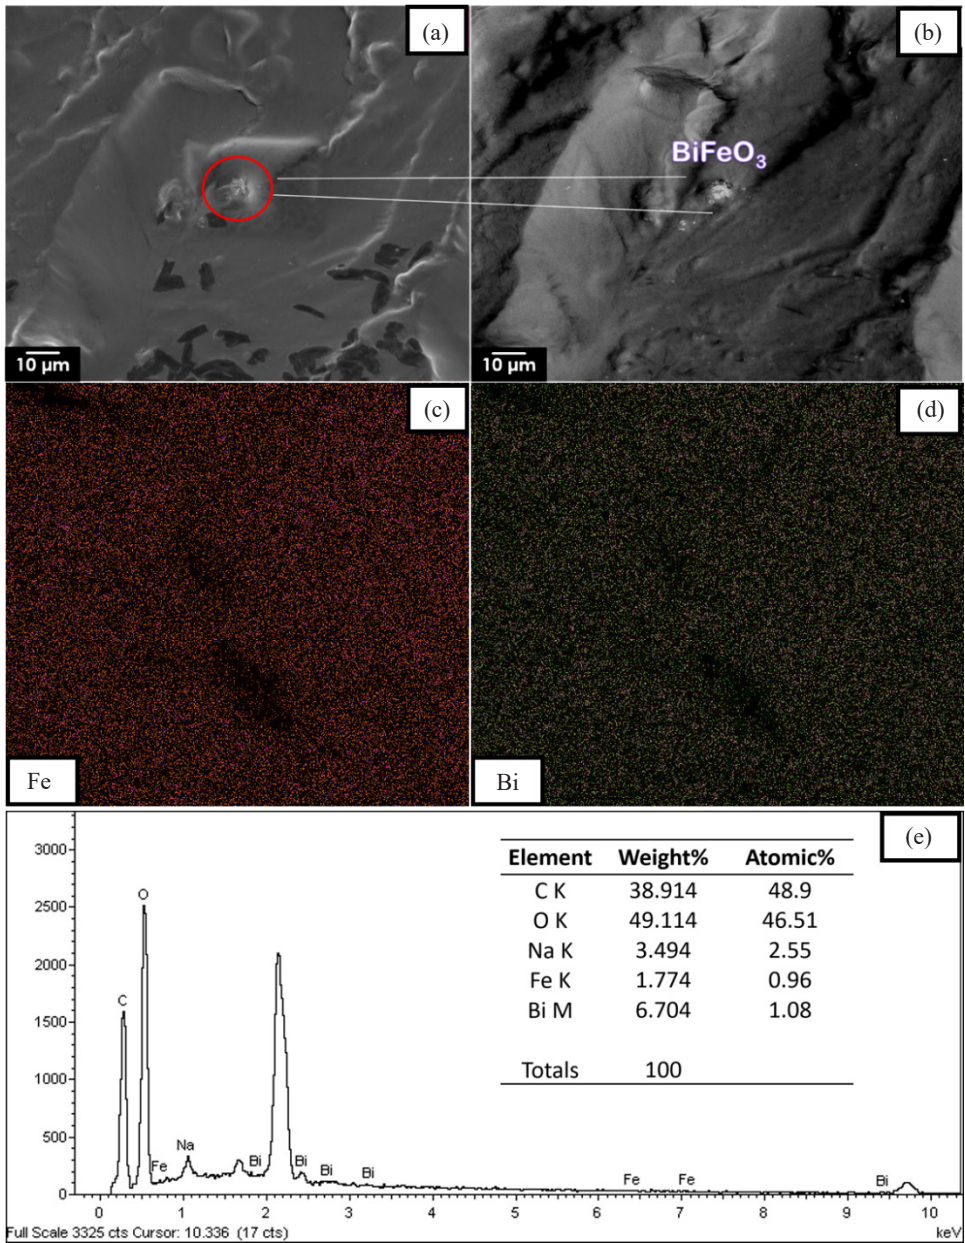 (a)
(b)
BiFeO₃
10 µm
10 µm
(c)
(d)
Fe
Bi
(e)
Element Weight% Atomic%
C K 38.914 48.9
O K 49.114 46.51
Na K 3.494 2.55
Fe K 1.774 0.96
Bi M 6.704 1.08
Totals 100
3000
2500
2000
1500
1000
500
0
O
C
Fe
Na
Bi
Bi
Bi
Bi
Fe
Fe
Bi
0 1 2 3 4 5 6 7 8 9 10
Full Scale 3325 cts Cursor: 10.336 (17 cts) keV